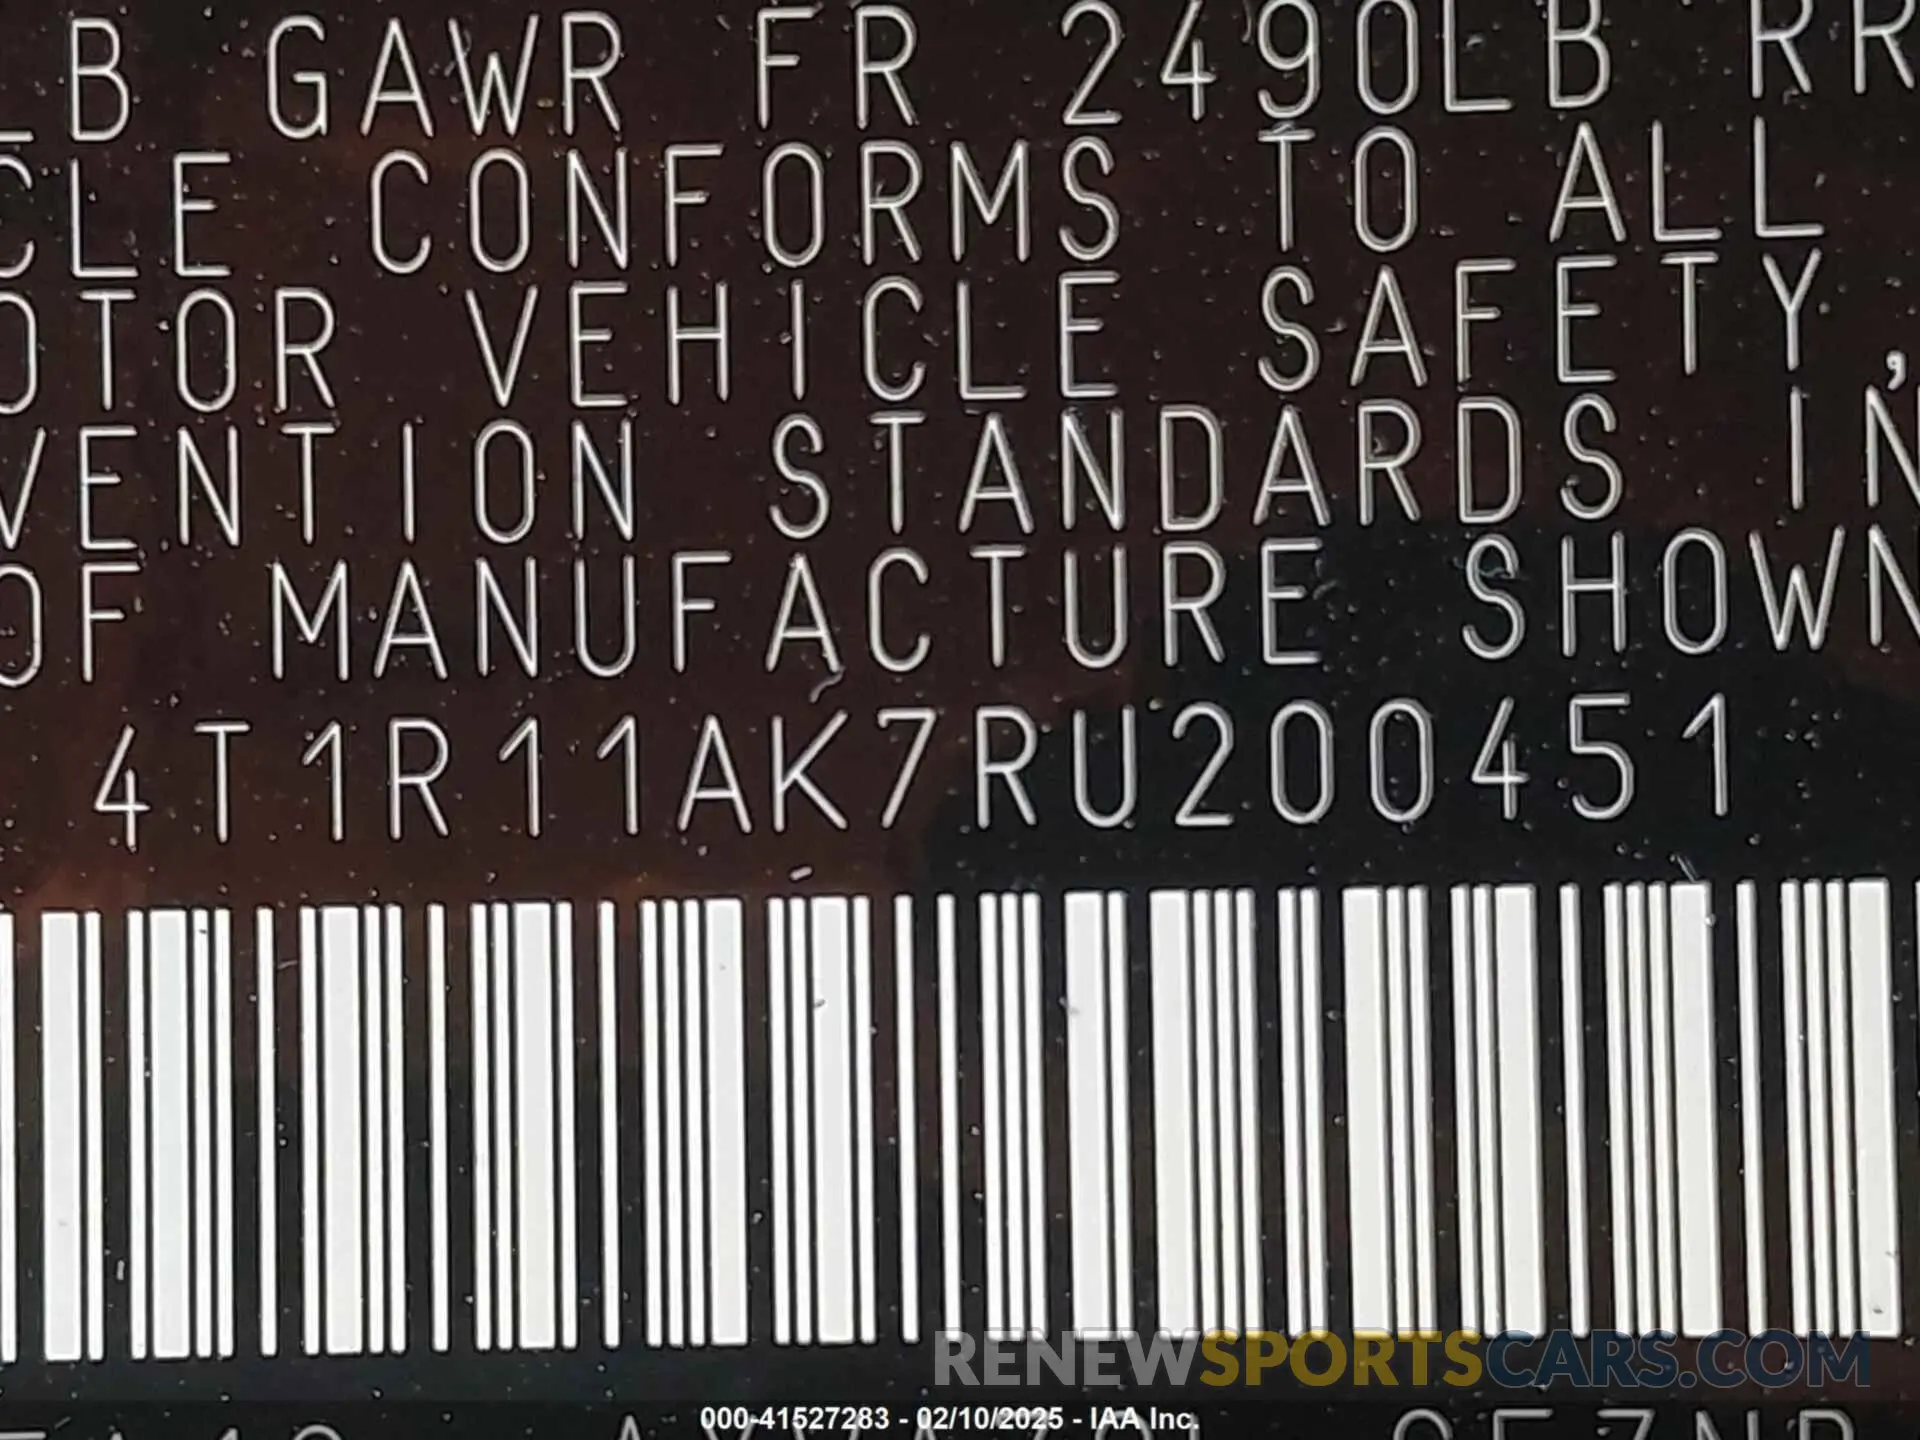 LB GAWR FR 2490LB RR
CLE CONFORMS TO ALL
OTOR VEHICLE SAFETY,
VENTION STANDARDS IN
OF MANUFACTURE SHOWN
4T1R11AK7RU200451
RENEWSPORTSCARS.COM
000-41527283 - 02/10/2025 - IAA Inc.